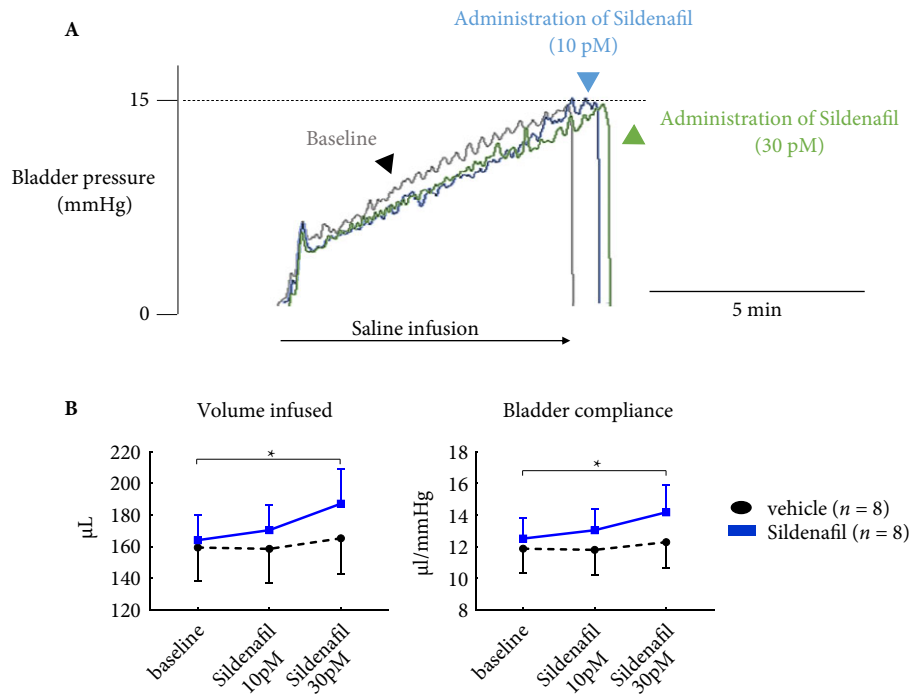 A
Administration of Sildenafil
(10 pM)
15
Baseline
Administration of Sildenafil
(30 pM)
Bladder pressure
(mmHg)
0
5 min
Saline infusion
B
Volume infused
220
200
180
160
140
120
μL
*
baseline
Sildenafil
10pM
Sildenafil
30pM
Bladder compliance
18
16
14
12
10
8
μl/mmHg
*
baseline
Sildenafil
10pM
Sildenafil
30pM
vehicle (n = 8)
Sildenafil (n = 8)